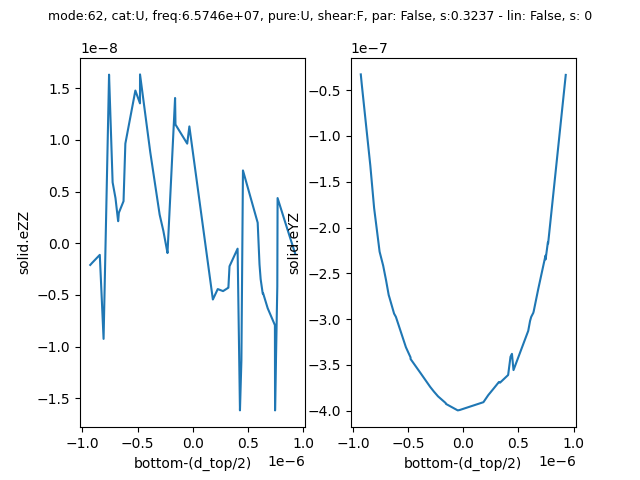 mode:62, cat:U, freq:6.5746e+07, pure:U, shear:F, par: False, s:0.3237 - lin: False, s: 0
1e−8
1e−7
1.5
1.0
0.5
0.0
−0.5
−1.0
−1.5
solid.eZZ
−1.0
−0.5
0.0
0.5
1.0
bottom-(d_top/2)
1e−6
−0.5
−1.0
−1.5
−2.0
−2.5
−3.0
−3.5
−4.0
solid.eYZ
−1.0
−0.5
0.0
0.5
1.0
bottom-(d_top/2)
1e−6